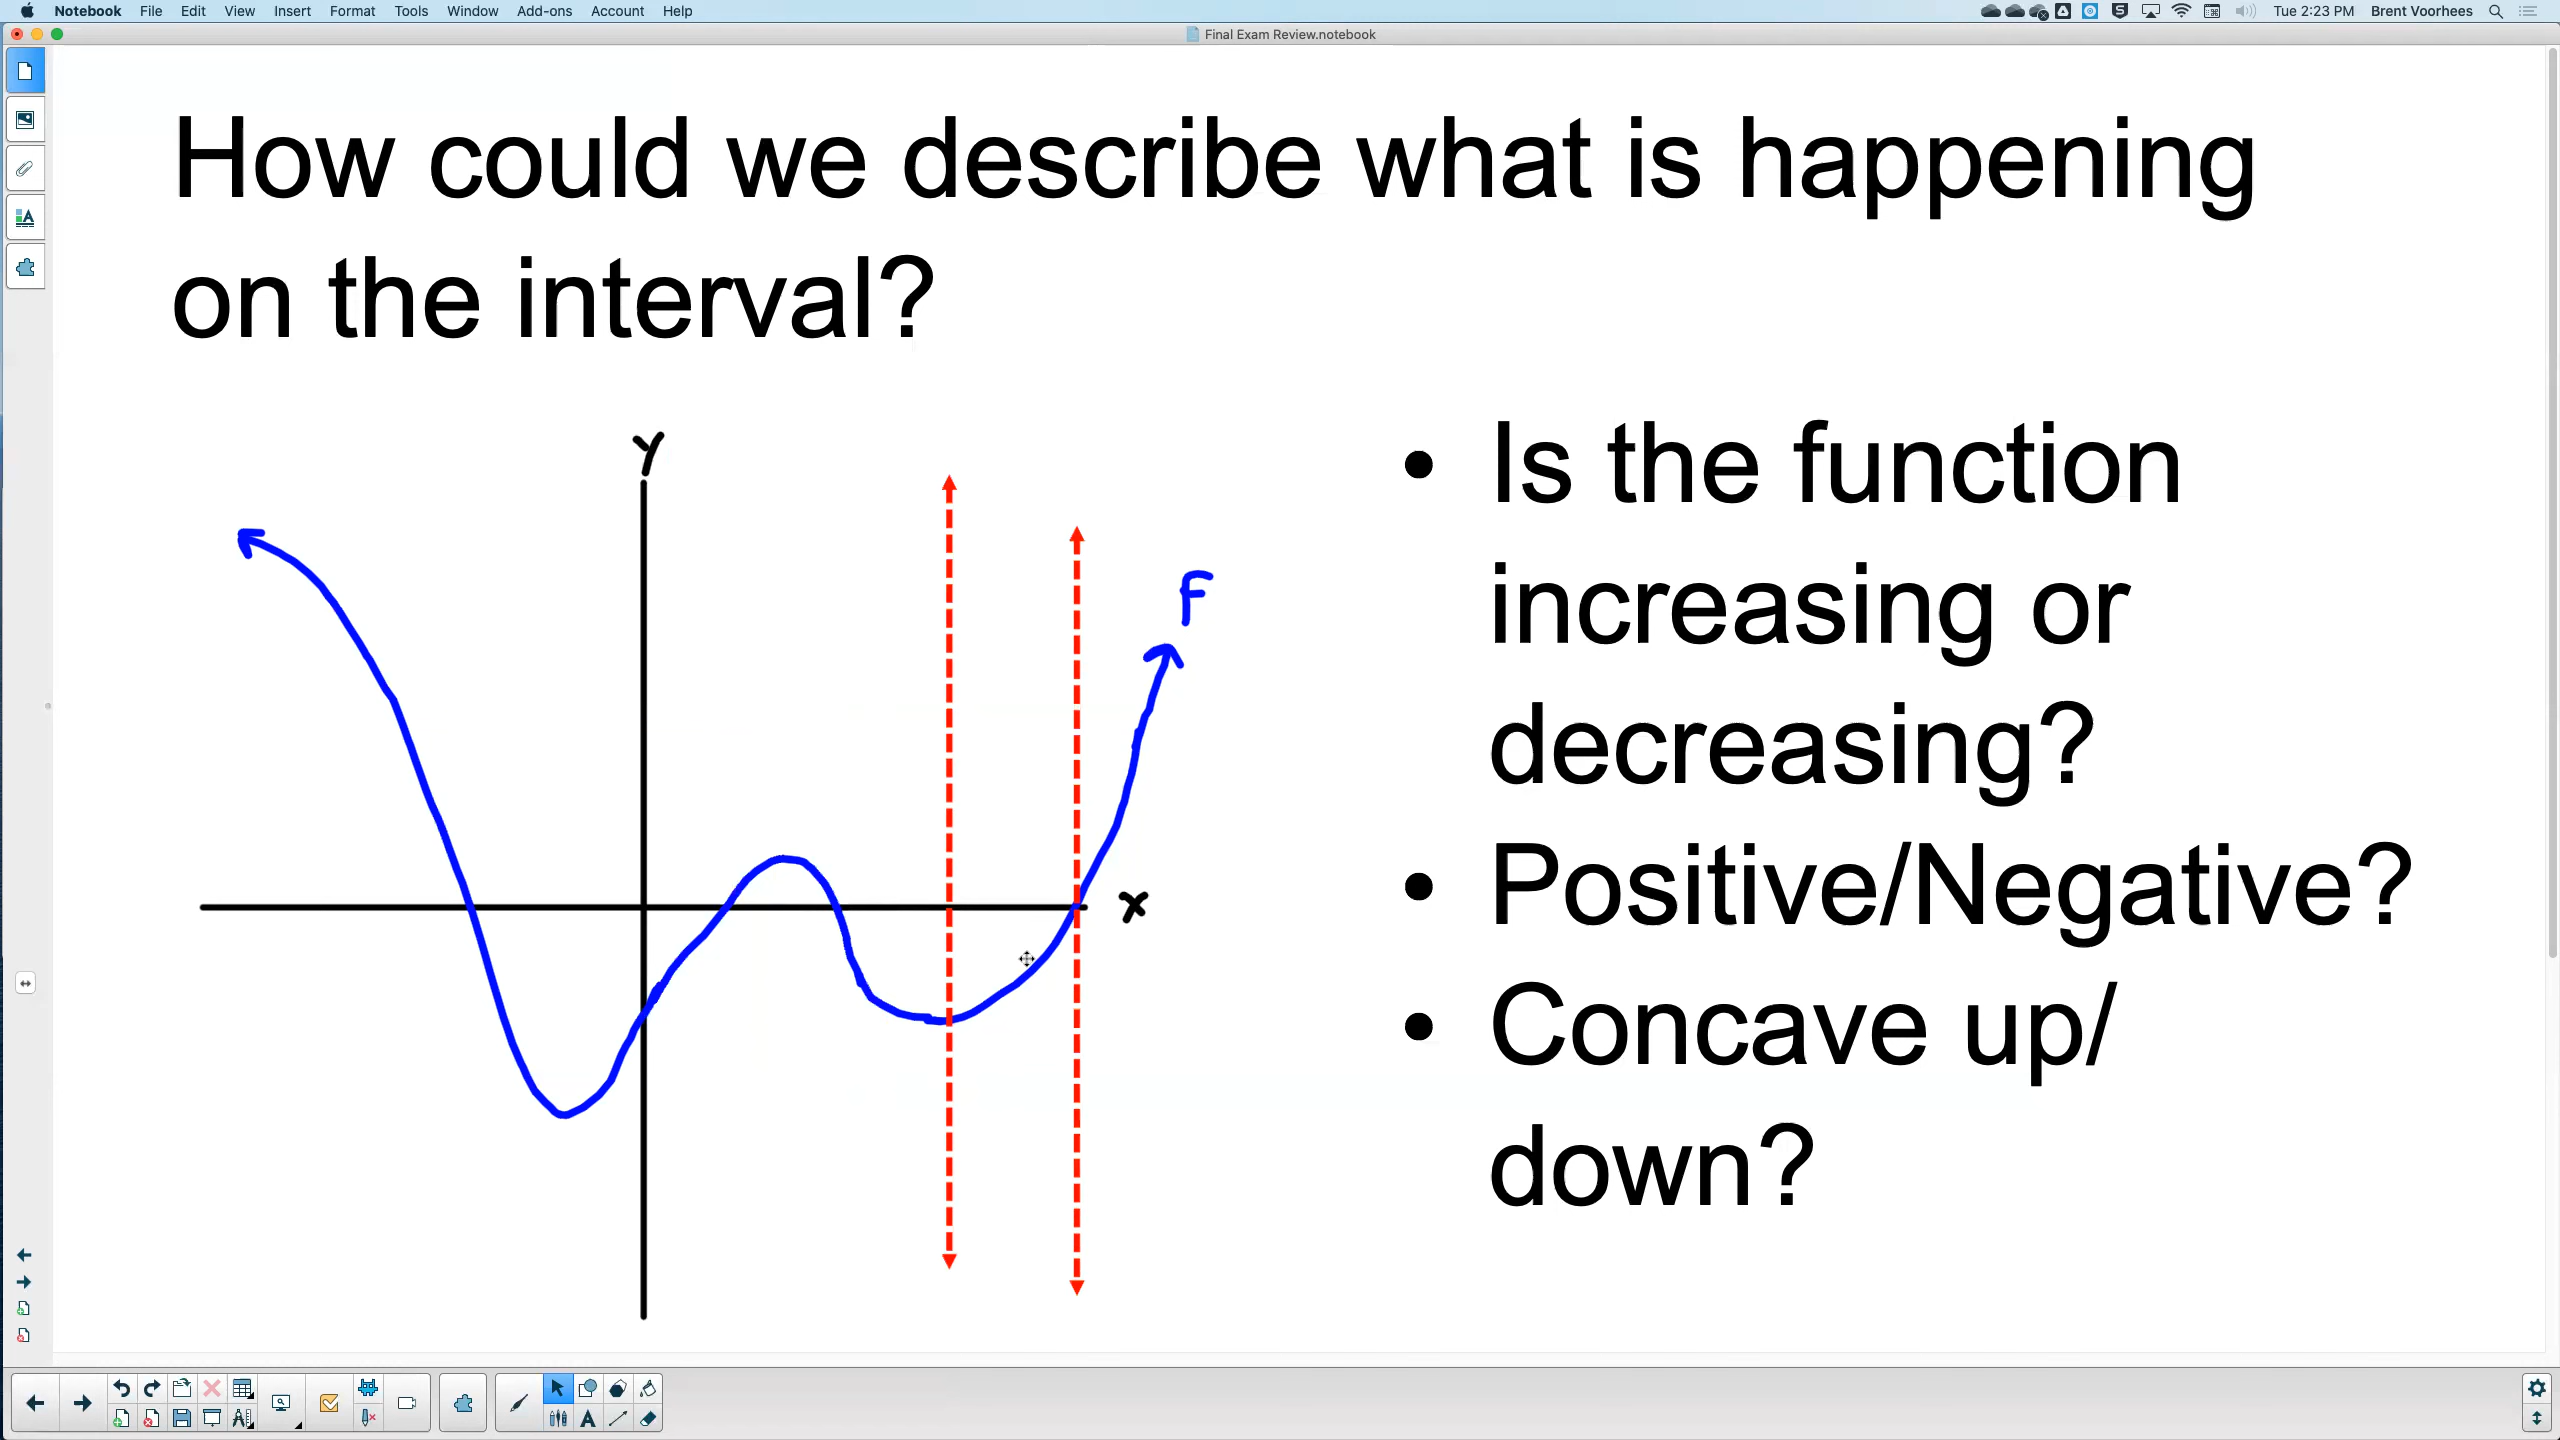 Notebook File Edit View Insert Format Tools Window Add-ons Account Help Tue 2:23 PM Brent Voorhees
Final Exam Review.notebook
How could we describe what is happening
on the interval?
Y
F
x
• Is the function
increasing or
decreasing?
• Positive/Negative?
• Concave up/
down?